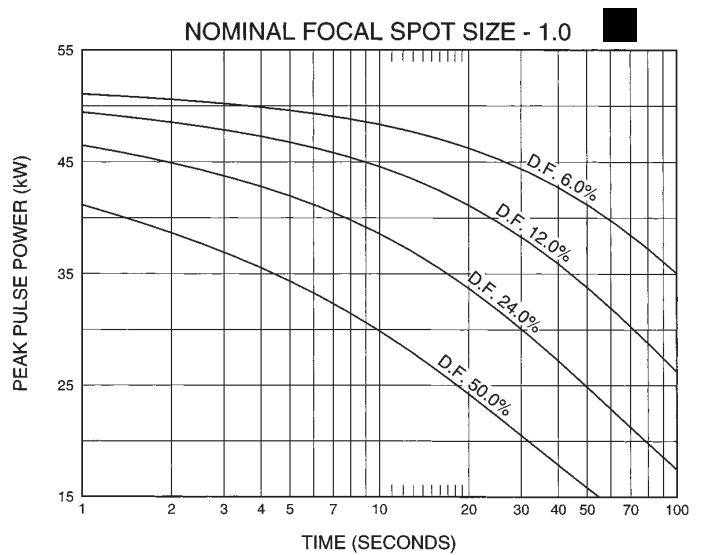 NOMINAL FOCAL SPOT SIZE - 1.0
55
45
35
25
15
PEAK PULSE POWER (kW)
D.F. 6.0%
D.F. 12.0%
D.F. 24.0%
D.F. 50.0%
1 2 3 4 5 7 10 20 30 40 50 70 100
TIME (SECONDS)